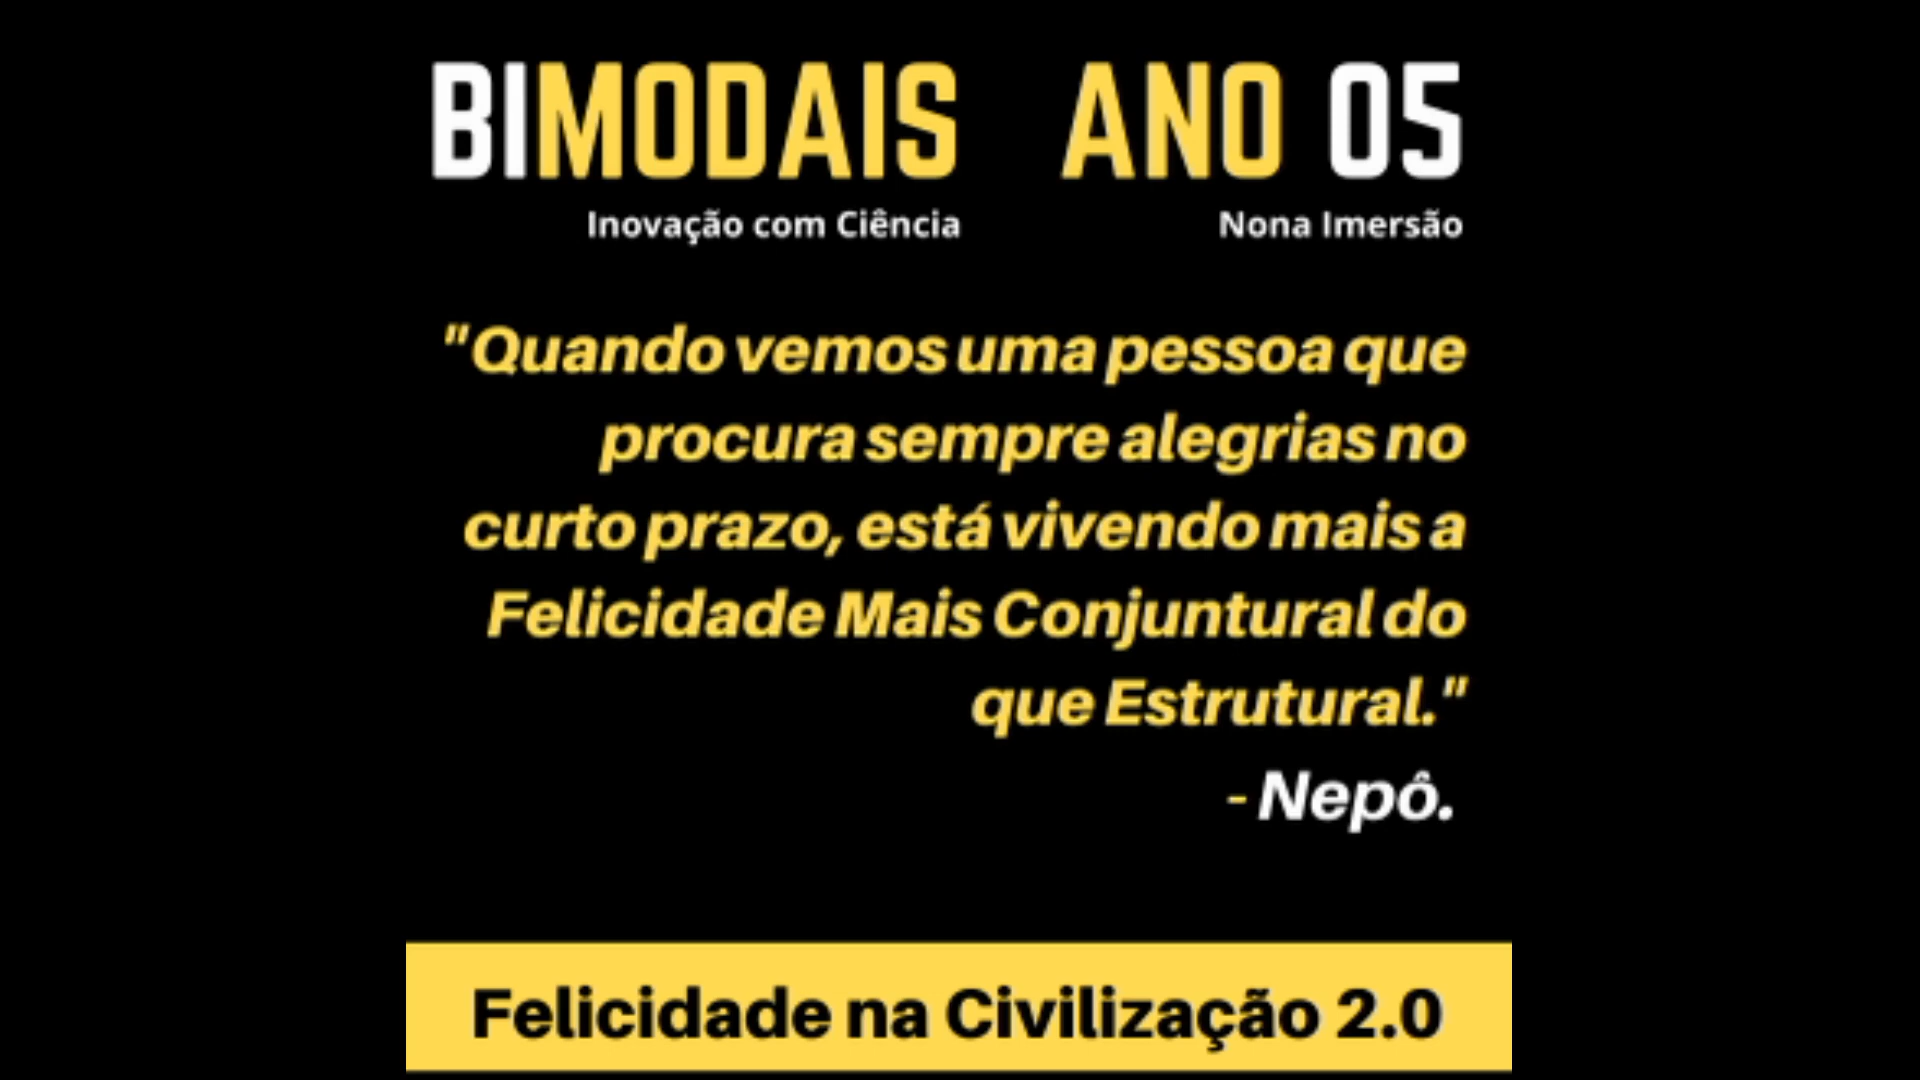 BIMODAIS ANO 05
Inovação com Ciência Nona Imersão
"Quando vemos uma pessoa que
procura sempre alegrias no
curto prazo, está vivendo mais a
Felicidade Mais Conjuntural do
que Estrutural."
- Nepô.
Felicidade na Civilização 2.0